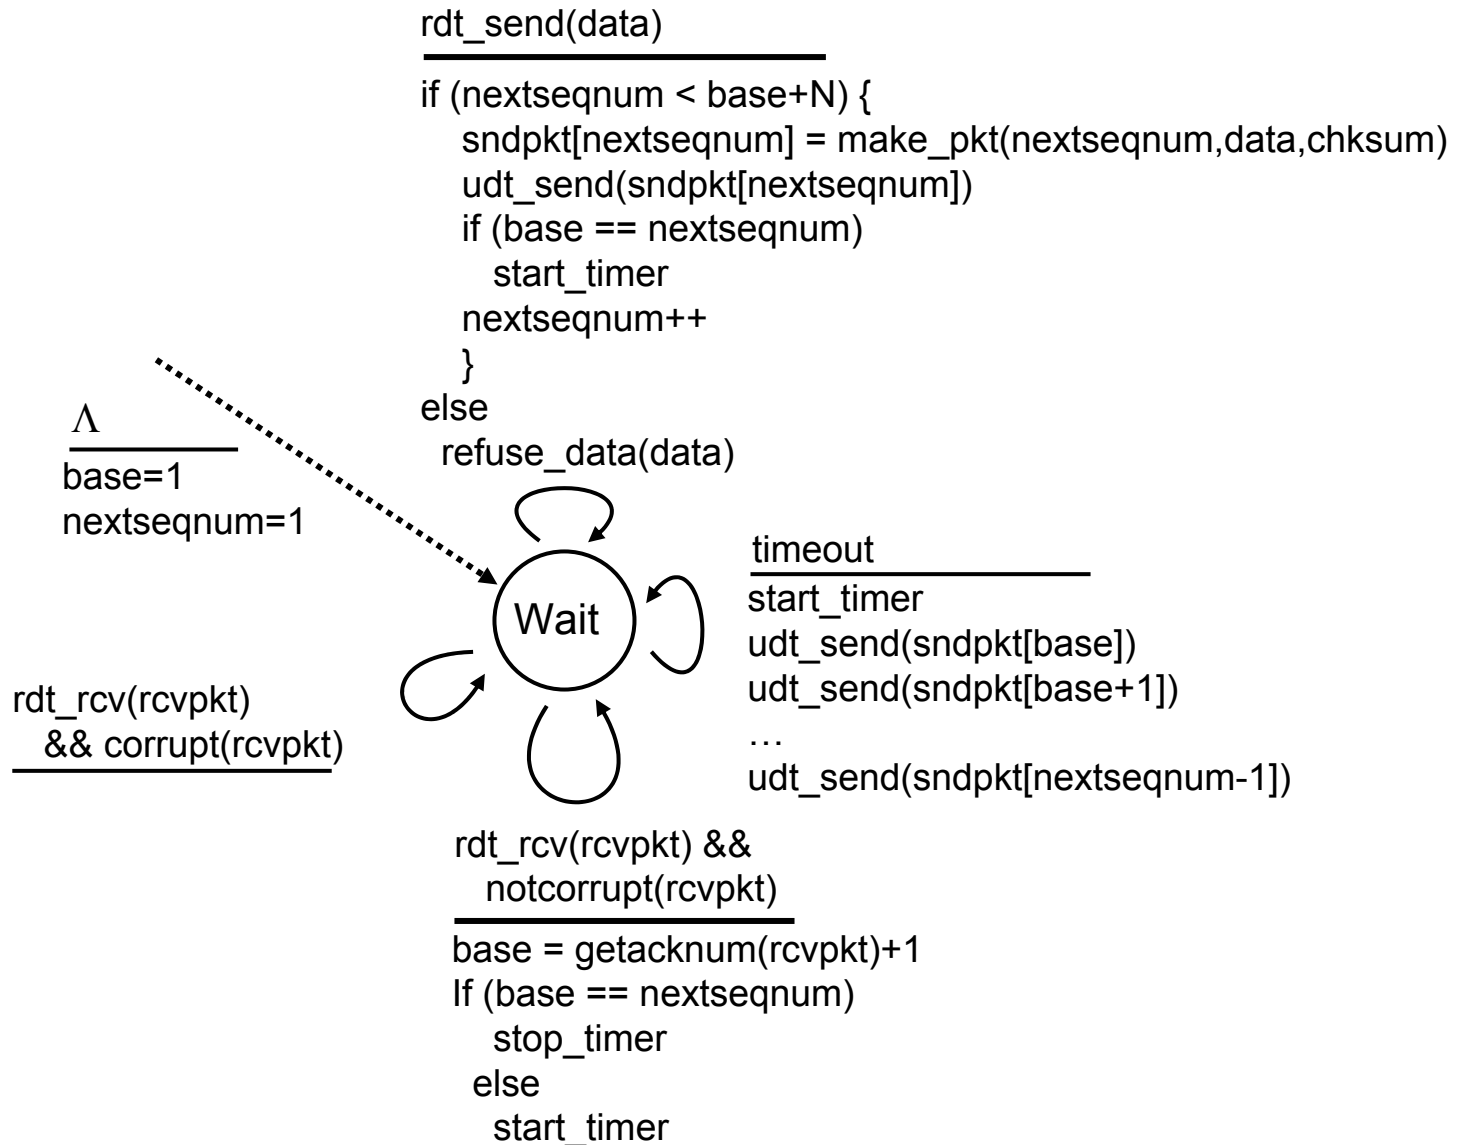 rdt_send(data)
if (nextseqnum < base+N) {
sndpkt[nextseqnum] = make_pkt(nextseqnum,data,chksum)
udt_send(sndpkt[nextseqnum])
if (base == nextseqnum)
start_timer
nextseqnum++
}
else
refuse_data(data)
Λ
base=1
nextseqnum=1
Wait
timeout
start_timer
udt_send(sndpkt[base])
udt_send(sndpkt[base+1])
…
udt_send(sndpkt[nextseqnum-1])
rdt_rcv(rcvpkt)
&& corrupt(rcvpkt)
rdt_rcv(rcvpkt) &&
notcorrupt(rcvpkt)
base = getacknum(rcvpkt)+1
If (base == nextseqnum)
stop_timer
else
start_timer